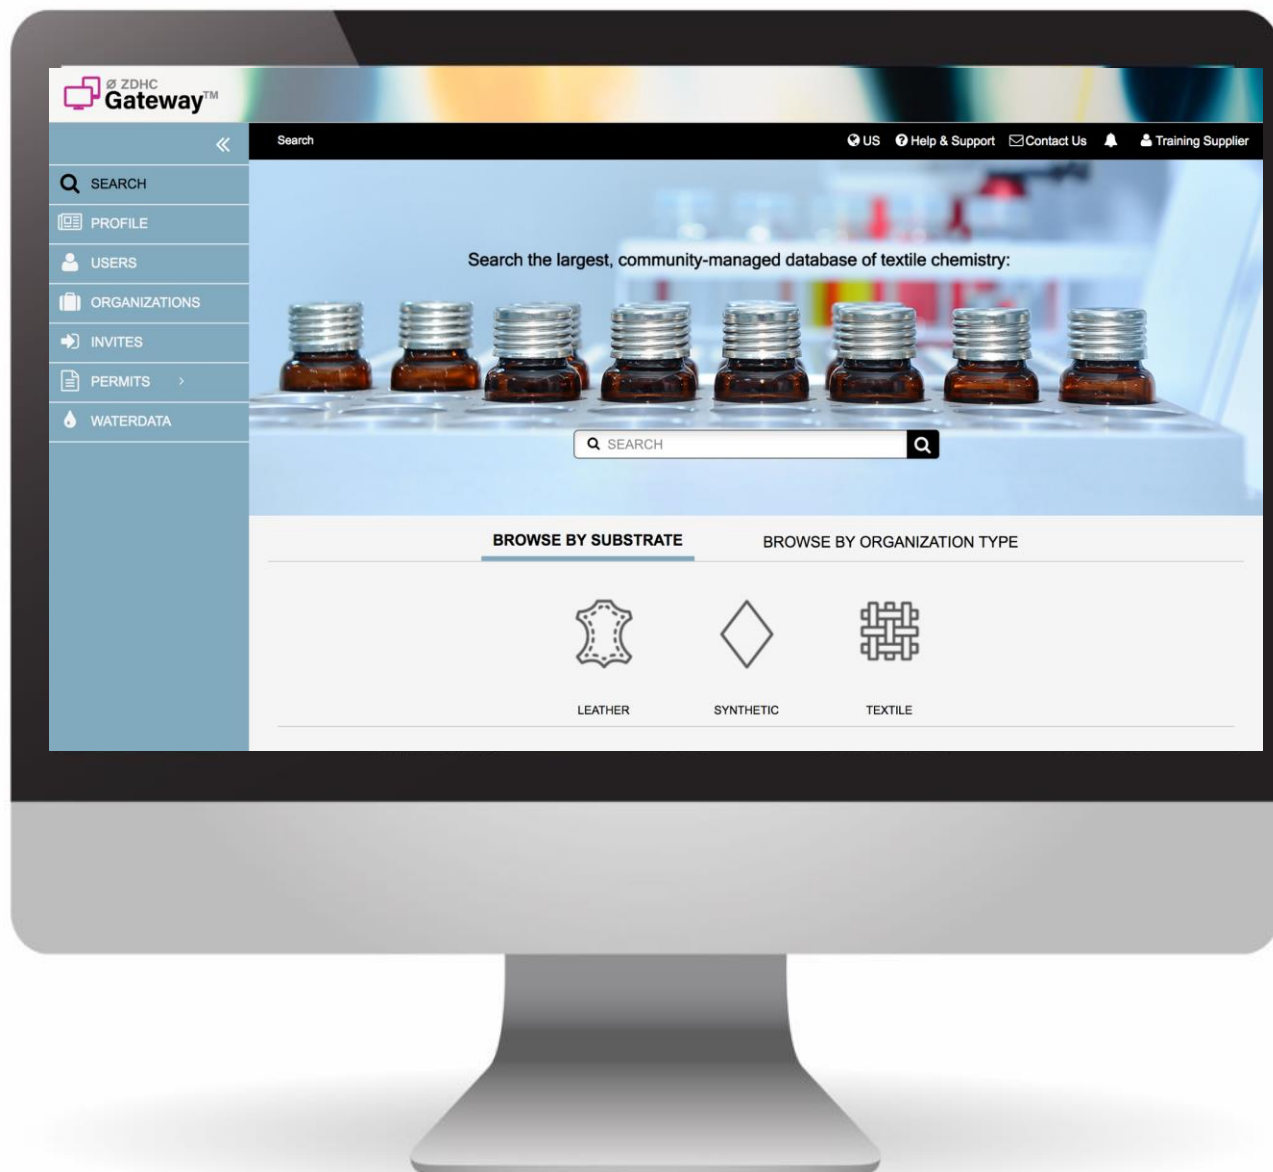 Ø ZDHC
Gateway™
Search
US
Help & Support
Contact Us
Training Supplier
SEARCH
PROFILE
USERS
ORGANIZATIONS
INVITES
PERMITS >
WATERDATA
Search the largest, community-managed database of textile chemistry:
SEARCH
BROWSE BY SUBSTRATE
BROWSE BY ORGANIZATION TYPE
LEATHER
SYNTHETIC
TEXTILE